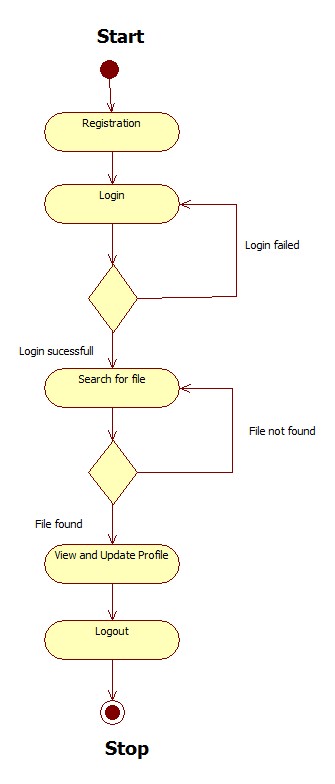 Start
Registration
Login
Login failed
Login sucessfull
Search for file
File not found
File found
View and Update Profile
Logout
Stop